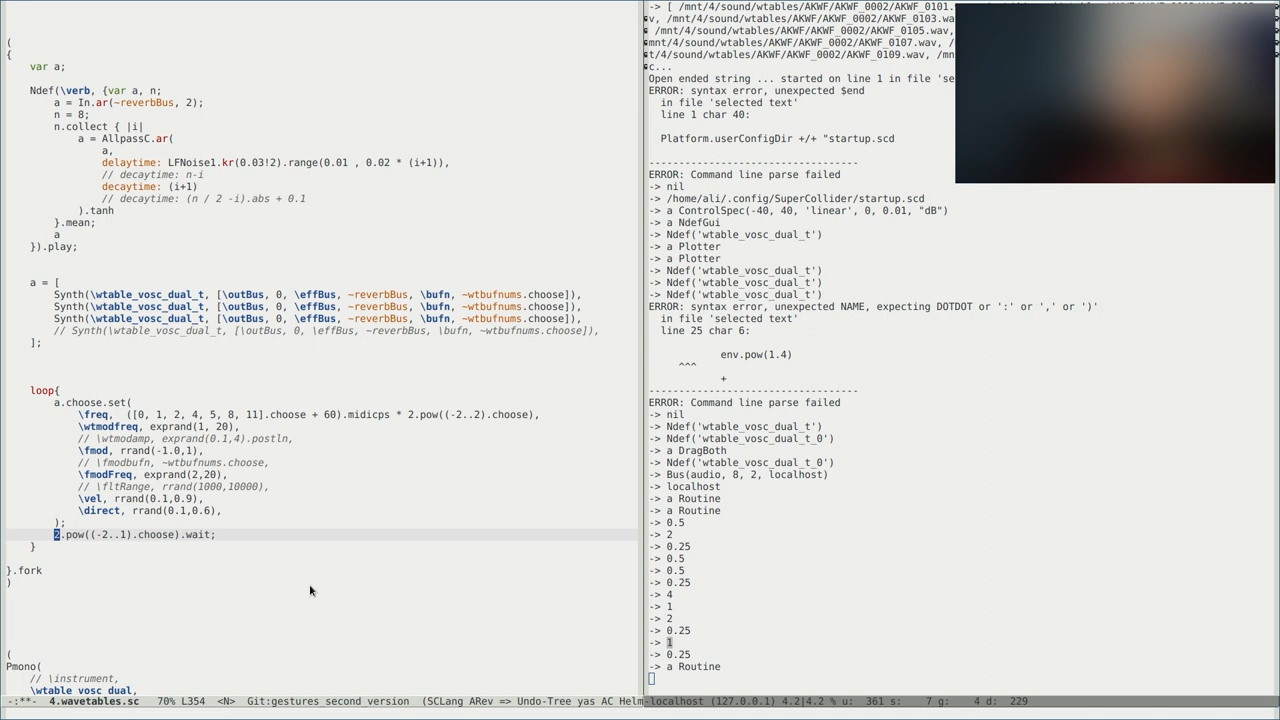 (
{
    var a;
    Ndef(\verb, {var a, n;
        a = In.ar(~reverbBus, 2);
        n = 8;
        n.collect { |i|
            a = AllpassC.ar(
                a,
                delaytime: LFNoise1.kr(0.03!2).range(0.01 , 0.02 * (i+1)),
                // decaytime: n-i
                decaytime: (i+1)
                // decaytime: (n / 2 -i).abs + 0.1
            ).tanh
        }.mean;
        a
    }).play;
    a = [
        Synth(\wtable_vosc_dual_t, [\outBus, 0, \effBus, ~reverbBus, \bufn, ~wtbufnums.choose]),
        Synth(\wtable_vosc_dual_t, [\outBus, 0, \effBus, ~reverbBus, \bufn, ~wtbufnums.choose]),
        Synth(\wtable_vosc_dual_t, [\outBus, 0, \effBus, ~reverbBus, \bufn, ~wtbufnums.choose]),
        // Synth(\wtable_vosc_dual_t, [\outBus, 0, \effBus, ~reverbBus, \bufn, ~wtbufnums.choose]),
    ];
    loop{
        a.choose.set(
            \freq,  ([0, 1, 2, 4, 5, 8, 11].choose + 60).midicps * 2.pow((-2..2).choose),
            \wtmodfreq, exprand(1, 20),
            // \wtmodamp, exprand(0.1,4).postln,
            \fmod, rrand(-1.0,1),
            // \fmodbufn, ~wtbufnums.choose,
            \fmodFreq, exprand(2,20),
            // \fltRange, rrand(1000,10000),
            \vel, rrand(0.1,0.9),
            \direct, rrand(0.1,0.6),
        );
        2.pow((-2..1).choose).wait;
    }
}.fork
)
(
Pmono(
    // \instrument,
    \wtable_vosc_dual,
-:**-  4.wavetables.sc   70% L354  <N>  Git:gestures second version  (SCLang ARev => Undo-Tree yas AC Helm
-> [ /mnt/4/sound/wtables/AKWF/AKWF_0002/AKWF_0101.
v, /mnt/4/sound/wtables/AKWF/AKWF_0002/AKWF_0103.wa
/mnt/4/sound/wtables/AKWF/AKWF_0002/AKWF_0105.wav,
mnt/4/sound/wtables/AKWF/AKWF_0002/AKWF_0107.wav, /
t/4/sound/wtables/AKWF/AKWF_0002/AKWF_0109.wav, /mn
c...
Open ended string ... started on line 1 in file 'se
ERROR: syntax error, unexpected $end
  in file 'selected text'
  line 1 char 40:
  Platform.userConfigDir +/+ "startup.scd
-----------------------------------
ERROR: Command line parse failed
-> nil
-> /home/ali/.config/SuperCollider/startup.scd
-> a ControlSpec(-40, 40, 'linear', 0, 0.01, "dB")
-> a NdefGui
-> Ndef('wtable_vosc_dual_t')
-> a Plotter
-> a Plotter
-> Ndef('wtable_vosc_dual_t')
-> Ndef('wtable_vosc_dual_t')
-> Ndef('wtable_vosc_dual_t')
ERROR: syntax error, unexpected NAME, expecting DOTDOT or ':' or ',' or ')'
  in file 'selected text'
  line 25 char 6:
            env.pow(1.4)
     ^^^
            +
-----------------------------------
ERROR: Command line parse failed
-> nil
-> Ndef('wtable_vosc_dual_t')
-> Ndef('wtable_vosc_dual_t_0')
-> a DragBoth
-> Ndef('wtable_vosc_dual_t_0')
-> Bus(audio, 8, 2, localhost)
-> localhost
-> a Routine
-> a Routine
-> 0.5
-> 2
-> 0.25
-> 0.5
-> 0.5
-> 0.25
-> 4
-> 1
-> 2
-> 0.25
-> 1
-> 0.25
-> a Routine
-localhost (127.0.0.1) 4.2|4.2 % u:  361 s:    7 g:    4 d:  229